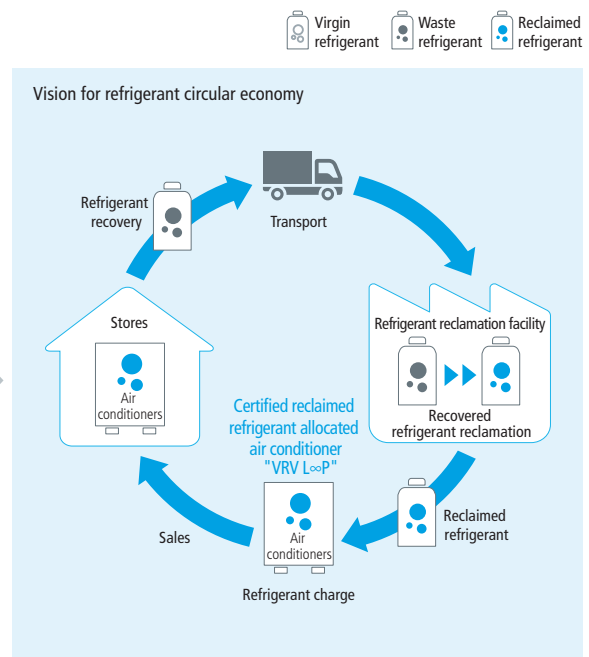 Virgin
refrigerant
Waste
refrigerant
Reclaimed
refrigerant
Vision for refrigerant circular economy
Refrigerant
recovery
Transport
Stores
Air
conditioners
Refrigerant reclamation facility
Recovered
refrigerant reclamation
Certified reclaimed
refrigerant allocated
air conditioner
"VRV L∞P"
Reclaimed
refrigerant
Sales
Air
conditioners
Refrigerant charge